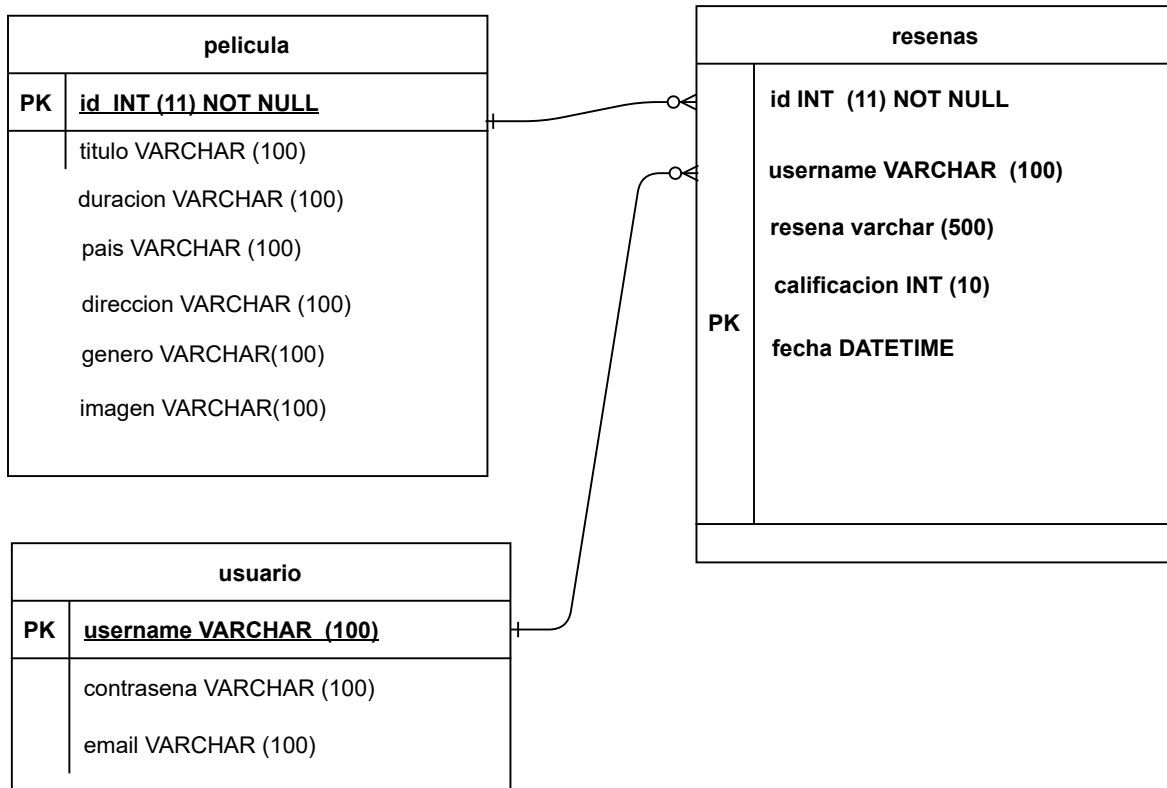 pelicula
PK id INT (11) NOT NULL
titulo VARCHAR (100)
duracion VARCHAR (100)
pais VARCHAR (100)
direccion VARCHAR (100)
genero VARCHAR(100)
imagen VARCHAR(100)
resenas
id INT (11) NOT NULL
username VARCHAR (100)
resena varchar (500)
calificacion INT (10)
PK
fecha DATETIME
usuario
PK username VARCHAR (100)
contrasena VARCHAR (100)
email VARCHAR (100)